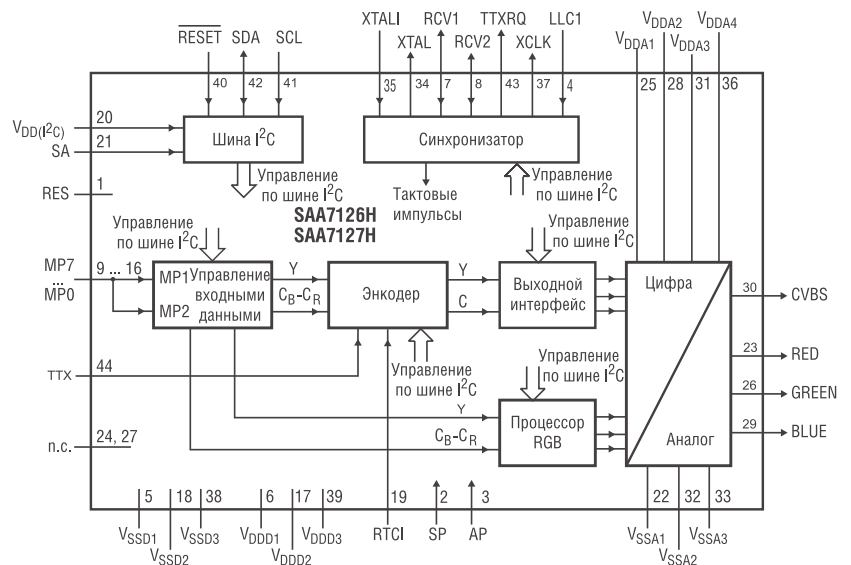 XTALI RCV1 TTXRQ LLC1
RESET SDA SCL
XTAL RCV2 XCLK
VDDA1 VDDA2 VDDA3 VDDA4
40 42 41
35 34 7 8 43 37 4
25 28 31 36
VDD(I²C) 20
SA 21
RES 1
Шина I²C
Синхронизатор
Управление
по шине I²C
Тактовые
импульсы
Управление
по шине I²C
SAA7126H
SAA7127H
Управление
по шине I²C
Управление
по шине I²C
MP7
...
MP0
9 ... 16
MP1
MP2
Управление
входными
данными
Y
CB-CR
Энкодер
Y
C
Выходной
интерфейс
Цифра
Аналог
30 CVBS
23 RED
26 GREEN
29 BLUE
TTX 44
Управление
по шине I²C
Управление
по шине I²C
Y
CB-CR
Процессор
RGB
n.c. 24, 27
5 18 38 6 17 39 19 2 3 22 32 33
VSSD1 VSSD2 VSSD3 VDDD1 VDDD2 VDDD3 RTCI SP AP VSSA1 VSSA2 VSSA3